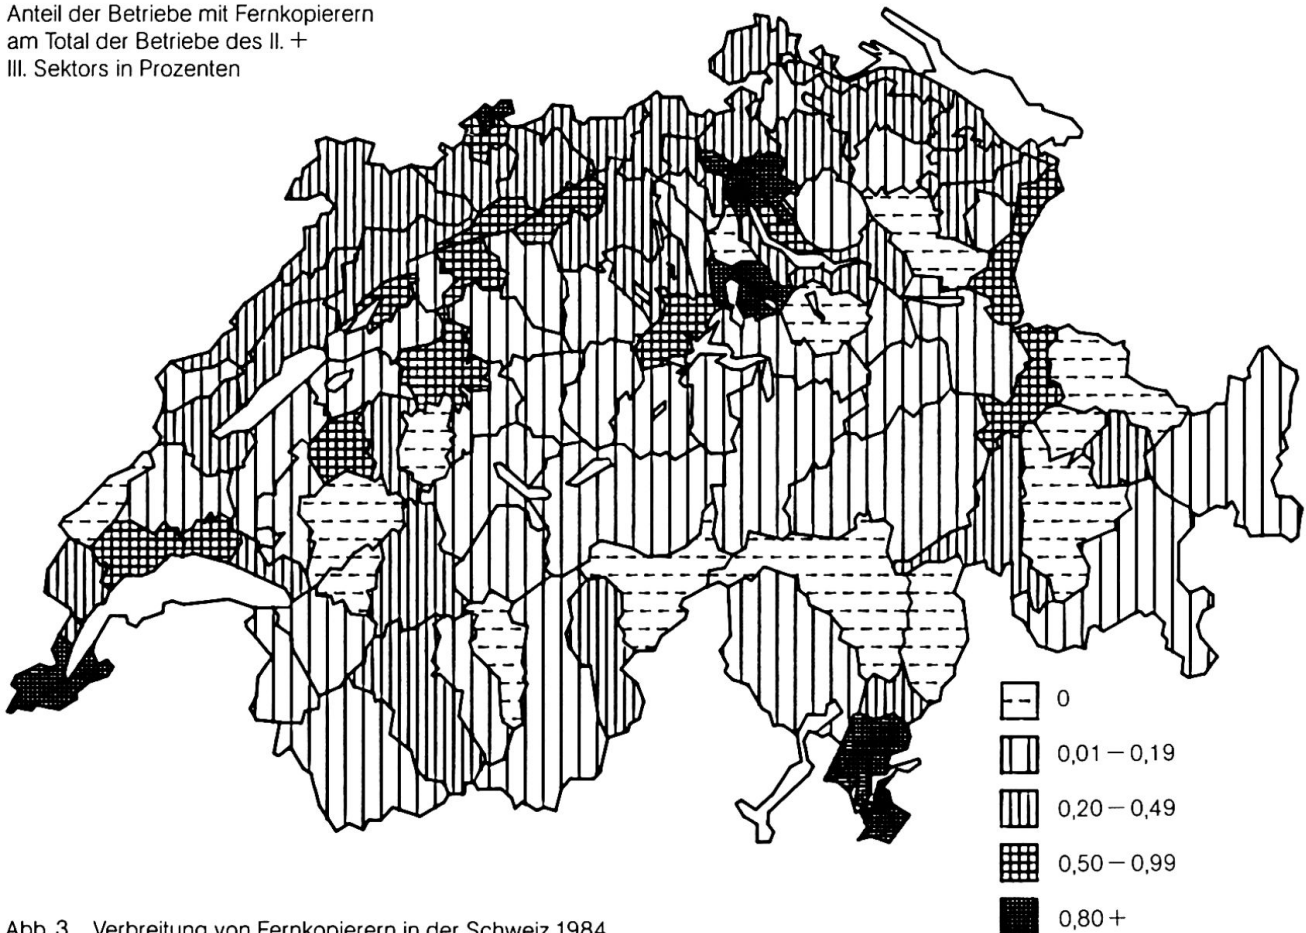 Anteil der Betriebe mit Fernkopierern
am Total der Betriebe des II. +
III. Sektors in Prozenten
0
0,01 – 0,19
0,20 – 0,49
0,50 – 0,99
0,80 +
Abb. 3 Verbreitung von Fernkopierern in der Schweiz 1984